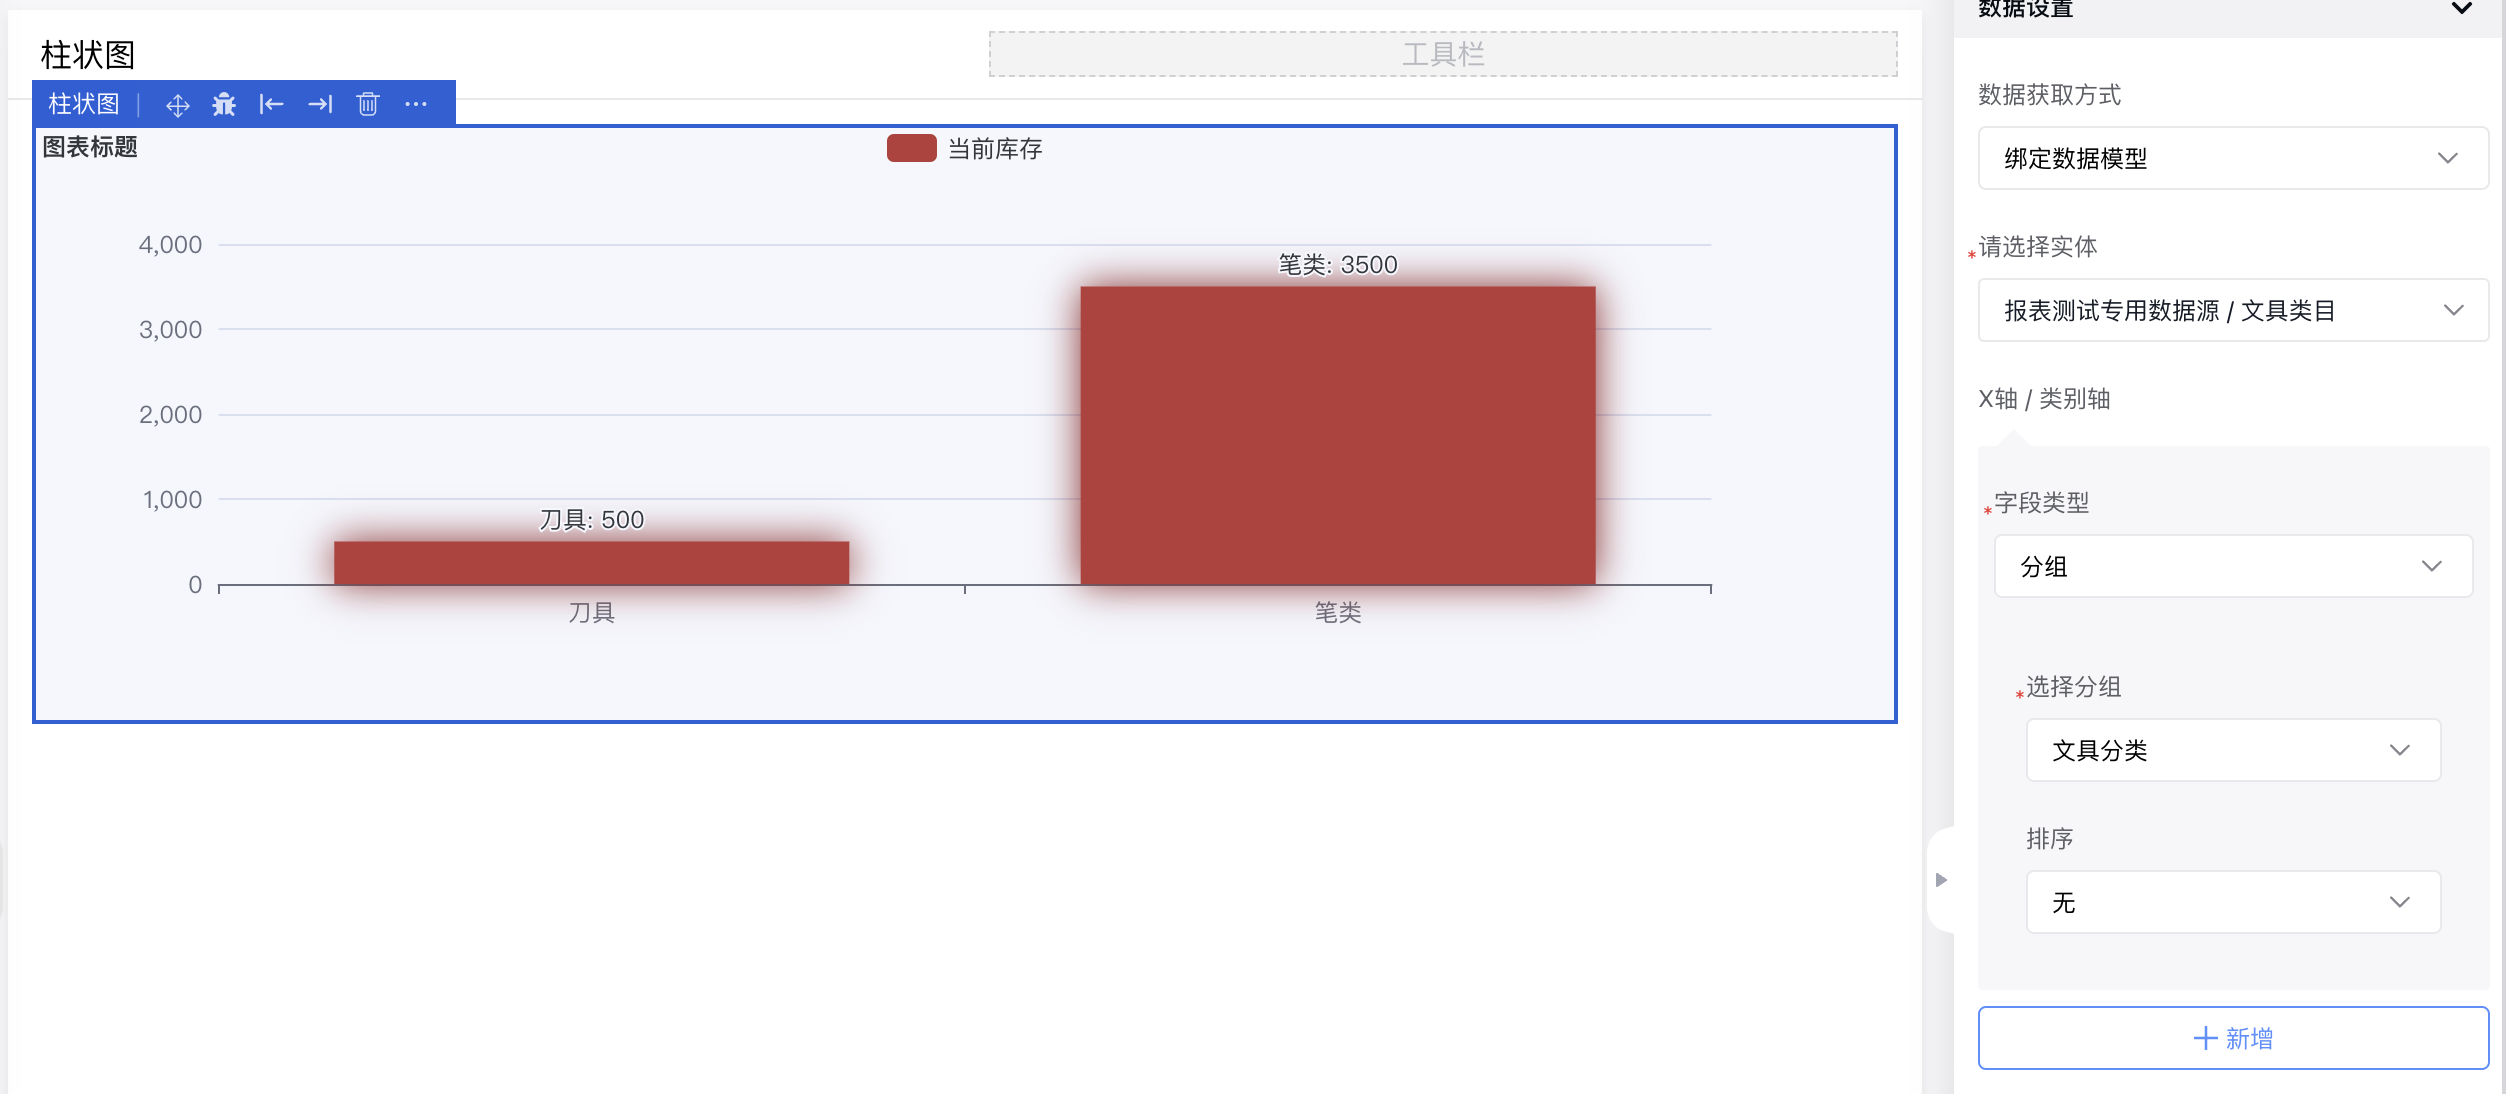 柱状图
工具栏
柱状图
图表标题
当前库存
4,000
3,000
2,000
1,000
0
笔类: 3500
刀具: 500
刀具
笔类
数据设置
数据获取方式
绑定数据模型
*请选择实体
报表测试专用数据源 / 文具类目
X轴 / 类别轴
*字段类型
分组
*选择分组
文具分类
排序
无
新增